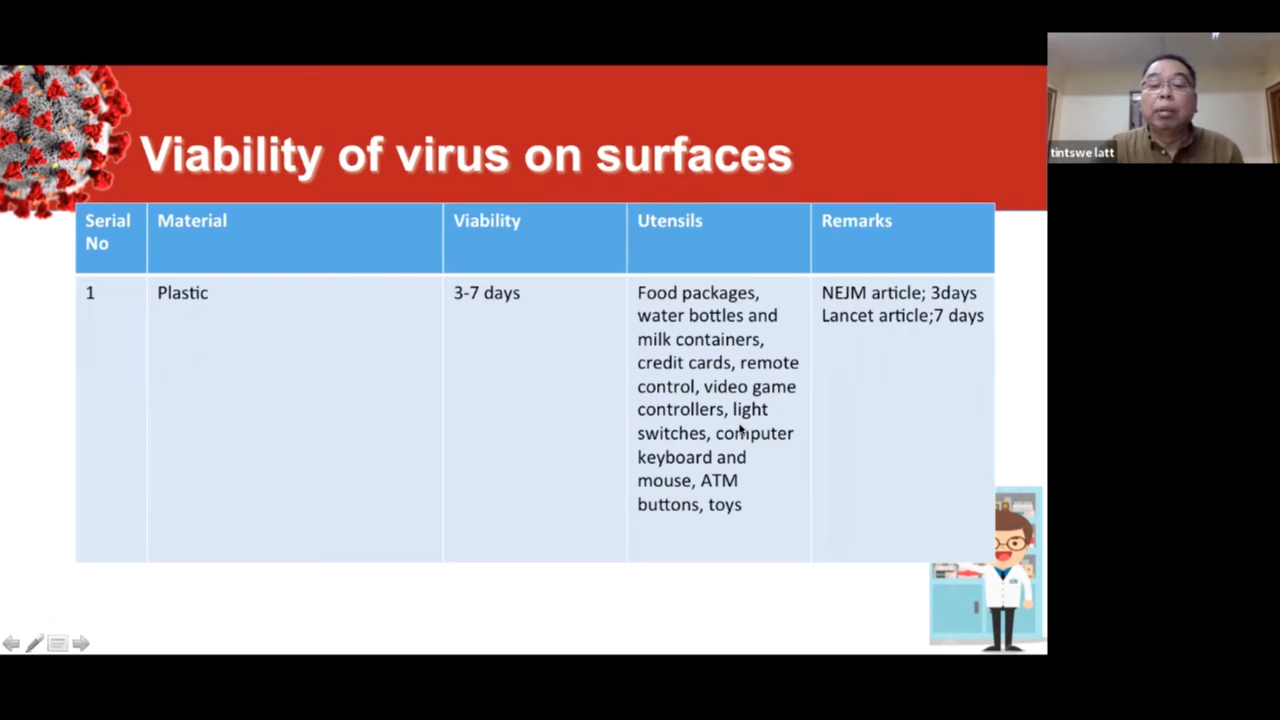 Viability of virus on surfaces
tintswe latt
Serial No
Material
Viability
Utensils
Remarks
1
Plastic
3-7 days
Food packages,
water bottles and
milk containers,
credit cards, remote
control, video game
controllers, light
switches, computer
keyboard and
mouse, ATM
buttons, toys
NEJM article; 3days
Lancet article;7 days